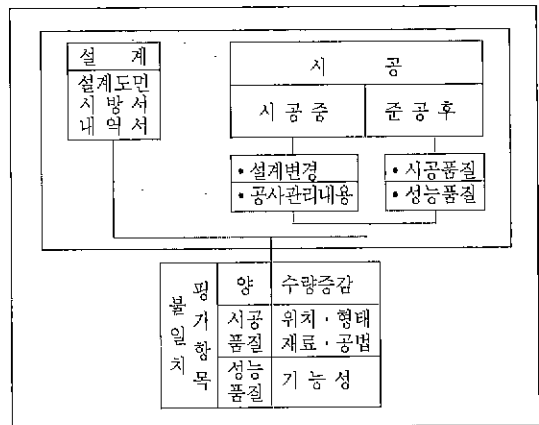 설 계
설계도면
시 방 서
내 역 서
시 공
시 공 중
준 공 후
• 설계변경
• 공사관리내용
• 시공품질
• 성능품질
불일치
평가항목
양
수량증감
시공
품질
위치 · 형태
재료 · 공법
성능
품질
기 능 성